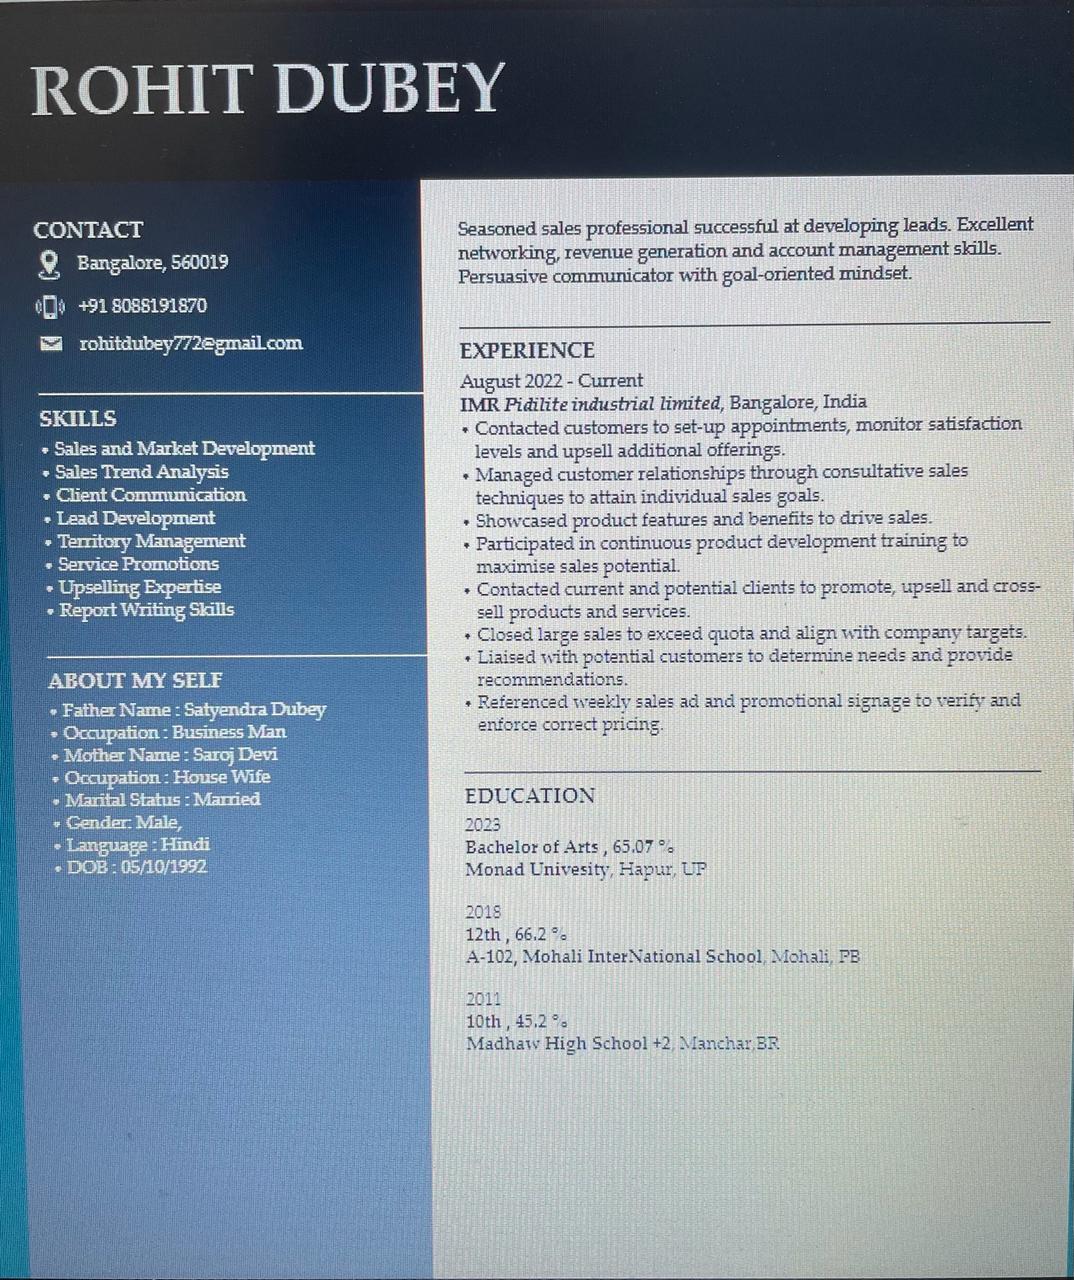 ROHIT DUBEY
CONTACT
Bangalore, 560019
+91 8088191870
rohitdubey772@gmail.com
SKILLS
• Sales and Market Development
• Sales Trend Analysis
• Client Communication
• Lead Development
• Territory Management
• Service Promotions
• Upselling Expertise
• Report Writing Skills
ABOUT MY SELF
• Father Name : Satyendra Dubey
• Occupation : Business Man
• Mother Name : Saroj Devi
• Occupation : House Wife
• Marital Status : Married
• Gender: Male,
• Language : Hindi
• DOB : 05/10/1992
Seasoned sales professional successful at developing leads. Excellent
networking, revenue generation and account management skills.
Persuasive communicator with goal-oriented mindset.
EXPERIENCE
August 2022 - Current
IMR Pidilite industrial limited, Bangalore, India
• Contacted customers to set-up appointments, monitor satisfaction
levels and upsell additional offerings.
• Managed customer relationships through consultative sales
techniques to attain individual sales goals.
• Showcased product features and benefits to drive sales.
• Participated in continuous product development training to
maximise sales potential.
• Contacted current and potential clients to promote, upsell and cross-
sell products and services.
• Closed large sales to exceed quota and align with company targets.
• Liaised with potential customers to determine needs and provide
recommendations.
• Referenced weekly sales ad and promotional signage to verify and
enforce correct pricing.
EDUCATION
2023
Bachelor of Arts , 65.07 %
Monad Univesity, Hapur, UP
2018
12th , 66.2 %
A-102, Mohali InterNational School, Mohali, PB
2011
10th , 45.2 %
Madhaw High School +2, Manchar,BR